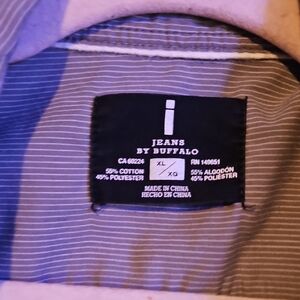 i
JEANS
BY BUFFALO
CA 60224 XL RN 149651
55% COTTON XG 55% ALGODÓN
45% POLYESTER 45% POLIÉSTER
MADE IN CHINA
HECHO EN CHINA